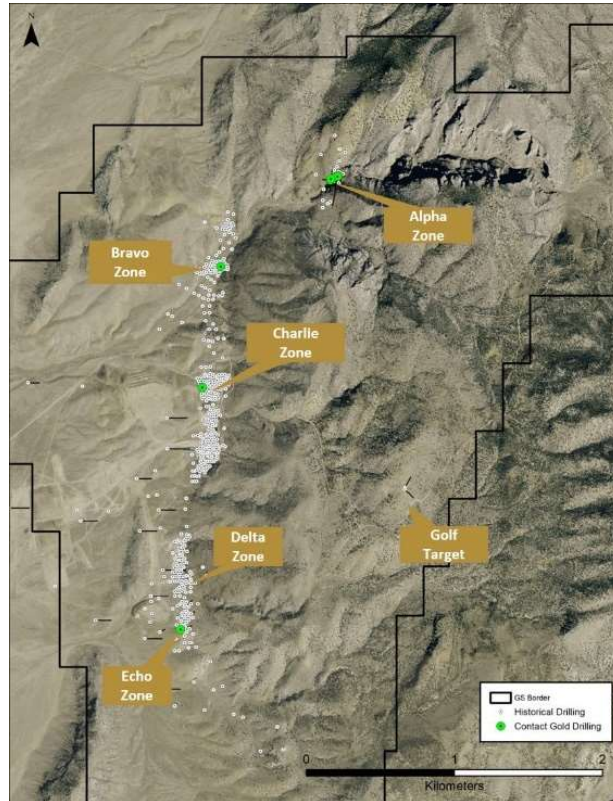 N
Alpha
Zone
Bravo
Zone
Charlie
Zone
Delta
Zone
Golf
Target
Echo
Zone
GS Border
Historical Drilling
Contact Gold Drilling
0 1 2
Kilometers